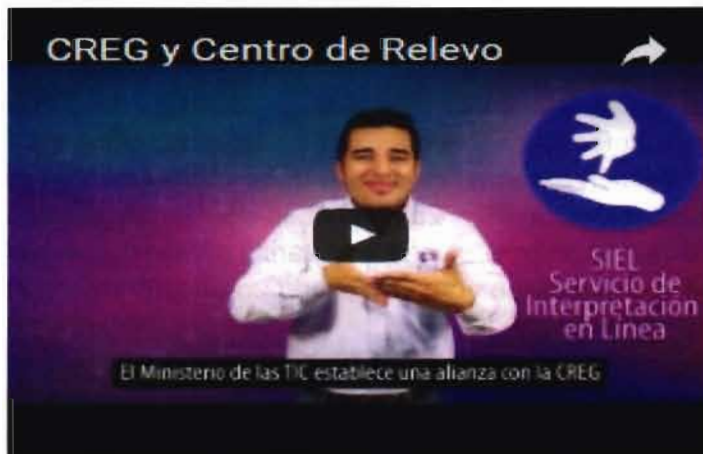 CREG y Centro de Relevo
SIEL
Servicio de
Interpretación
en Línea
El Ministerio de las TIC establece una alianza con la CREG